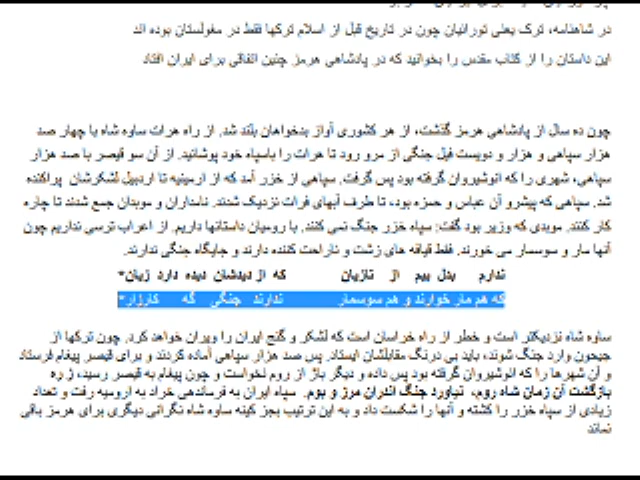 در شاهنامه، ترک یعنی تورانیان چون در تاریخ قبل از اسلام ترکها فقط در مغولستان بوده اند
این داستان را از کتاب مقدس را بخوانید که در پادشاهی هرمز چنین اتفاقی برای ایران افتاد
چون ده سال از پادشاهی هرمز گذشت، از هر کشوری آواز بدخواهان بلند شد. از راه هرات ساوه شاه با چهار صد
هزار سپاهی و هزار و دویست فیل جنگی از مرو رود تا هرات را باسپاه خود پوشانید. از آن سو قیصر با صد هزار
سپاهی، شهری را که انوشیروان گرفته بود پس گرفت. سپاهی از خزر آمد که از ارمینیه تا اردبیل لشکرشان پراکنده
شد. سپاهی که پیشرو آن عباس و حمزه بود، تا طرف آبهای فرات نزدیک شدند. نامداران و موبدان جمع شدند تا چاره
کار کنند. موبدی که وزیر بود گفت: سپاه خزر جنگ نمی کنند. با رومیان داستانها داریم. از اعراب ترسی نداریم چون
آنها مار و سوسمار می خورند. فقط قیافه های زشت و ناراحت کننده دارند و جایگاه جنگی ندارند.
ندارم بدل بیم از تازیان که از دیدشان دیده دارد زیان*
که هم مار خوارند و هم سوسمار ندارند جنگی گه کارزار*
ساوه شاه نزدیکتر است و خطر از راه خراسان است که لشکر و گنج ایران را ویران خواهد کرد. چون ترکها از
جیحون وارد جنگ شوند، باید بی درنگ مقابلشان ایستاد. پس صد هزار سپاهی آماده کردند و برای قیصر پیغام فرستاد
و آن شهرها را که انوشیروان گرفته بود پس داده و دیگر باژ از روم نخواست و چون پیغام به قیصر رسید، ز ره
بازگشت آن زمان شاه روم، نیاورد جنگ اندران مرز و بوم. سپاه ایران به فرماندهی خراد به ارومیه رفت و تعداد
زیادی از سپاه خزر را کشته و آنها را شکست داد و به این ترتیب بجز کینه ساوه شاه نگرانی دیگری برای هرمز باقی
نماند